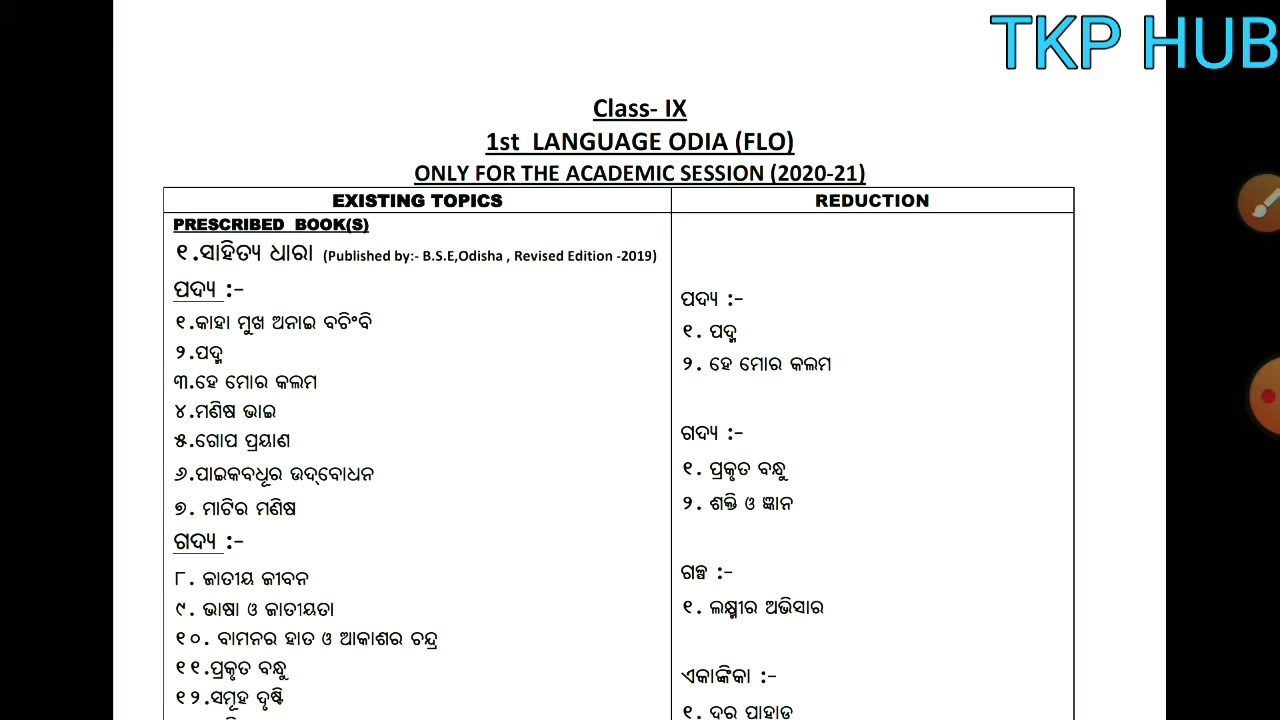 TKP HUB
Class- IX
1st LANGUAGE ODIA (FLO)
ONLY FOR THE ACADEMIC SESSION (2020-21)
EXISTING TOPICS
PRESCRIBED BOOK(S)
୧.ସାହିତ୍ୟ ଧାରା (Published by:- B.S.E,Odisha , Revised Edition -2019)
ପଦ୍ୟ :-
୧.କାହା ମୁଖ ଅନାଇ ବଚିଂବି
୨.ପଦ୍ମ
୩.ହେ ମୋର କଲମ
୪.ମଣିଷ ଭାଇ
୫.ଗୋପ ପ୍ରୟାଣ
୬.ପାଇକବଧୂର ଉଦ୍‌ବୋଧନ
୭. ମାଟିର ମଣିଷ
ଗଦ୍ୟ :-
୮. ଜାତୀୟ ଜୀବନ
୯. ଭାଷା ଓ ଜାତୀୟତା
୧୦. ବାମନର ହାତ ଓ ଆକାଶର ଚନ୍ଦ୍ର
୧୧.ପ୍ରକୃତ ବନ୍ଧୁ
୧୨.ସମୂହ ଦୃଷ୍ଟି
REDUCTION
ପଦ୍ୟ :-
୧. ପଦ୍ମ
୨. ହେ ମୋର କଲମ
ଗଦ୍ୟ :-
୧. ପ୍ରକୃତ ବନ୍ଧୁ
୨. ଶକ୍ତି ଓ ଜ୍ଞାନ
ଗଳ୍ପ :-
୧. ଲକ୍ଷ୍ମୀର ଅଭିସାର
ଏକାଙ୍କିକା :-
୧. ଦୂର ପାହାଡ